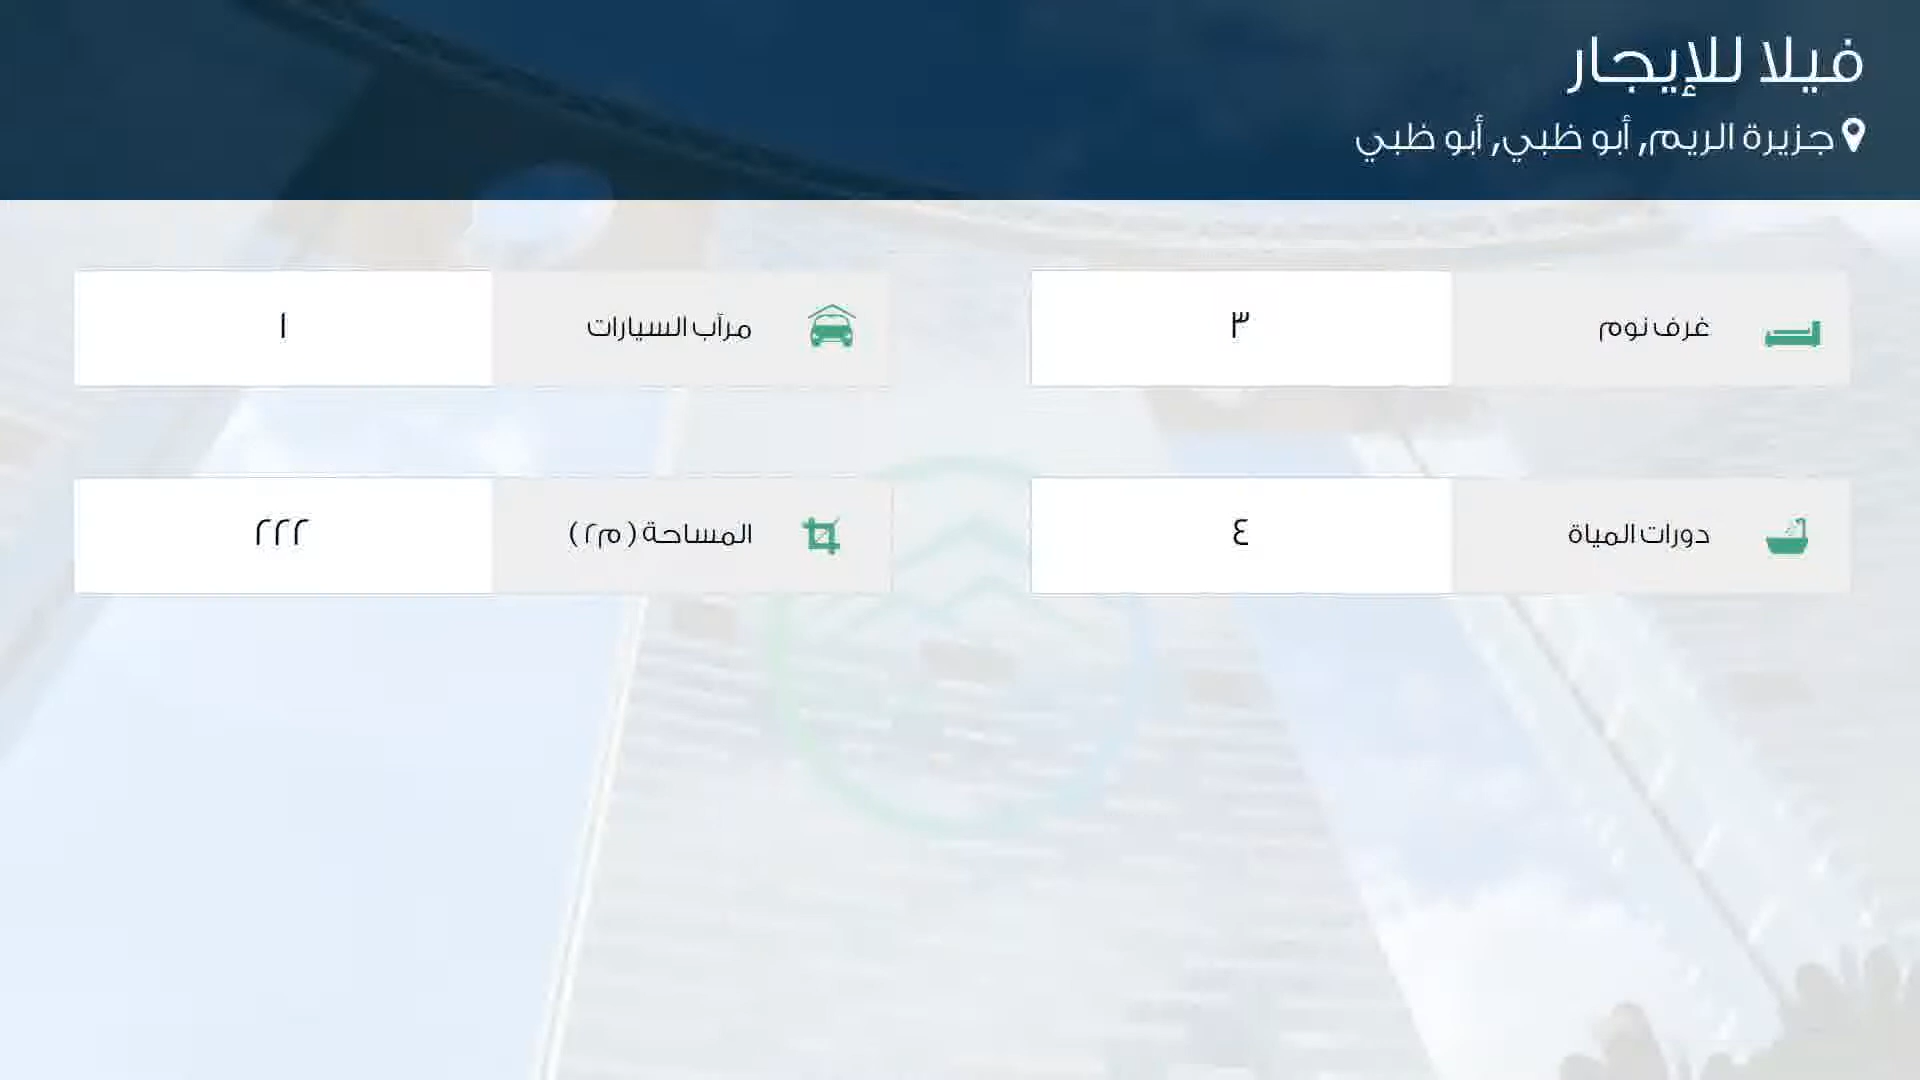 فيلا للإيجار
جزيرة الريم, أبو ظبي, أبو ظبي
غرف نوم
٣
مرآب السيارات
١
دورات المياة
٤
المساحة ( م٢ )
٢٢٢